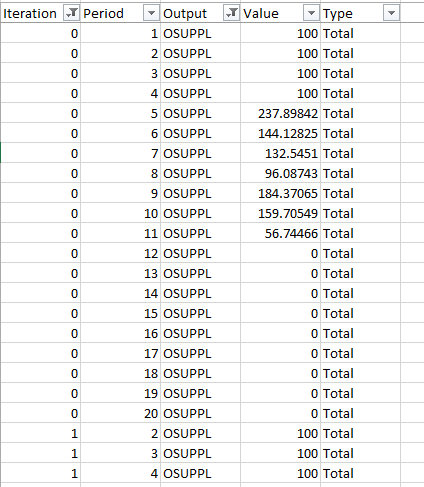 Iteration Period Output Value Type
0 1 OSUPPL 100 Total
0 2 OSUPPL 100 Total
0 3 OSUPPL 100 Total
0 4 OSUPPL 100 Total
0 5 OSUPPL 237.89842 Total
0 6 OSUPPL 144.12825 Total
0 7 OSUPPL 132.5451 Total
0 8 OSUPPL 96.08743 Total
0 9 OSUPPL 184.37065 Total
0 10 OSUPPL 159.70549 Total
0 11 OSUPPL 56.74466 Total
0 12 OSUPPL 0 Total
0 13 OSUPPL 0 Total
0 14 OSUPPL 0 Total
0 15 OSUPPL 0 Total
0 16 OSUPPL 0 Total
0 17 OSUPPL 0 Total
0 18 OSUPPL 0 Total
0 19 OSUPPL 0 Total
0 20 OSUPPL 0 Total
1 2 OSUPPL 100 Total
1 3 OSUPPL 100 Total
1 4 OSUPPL 100 Total